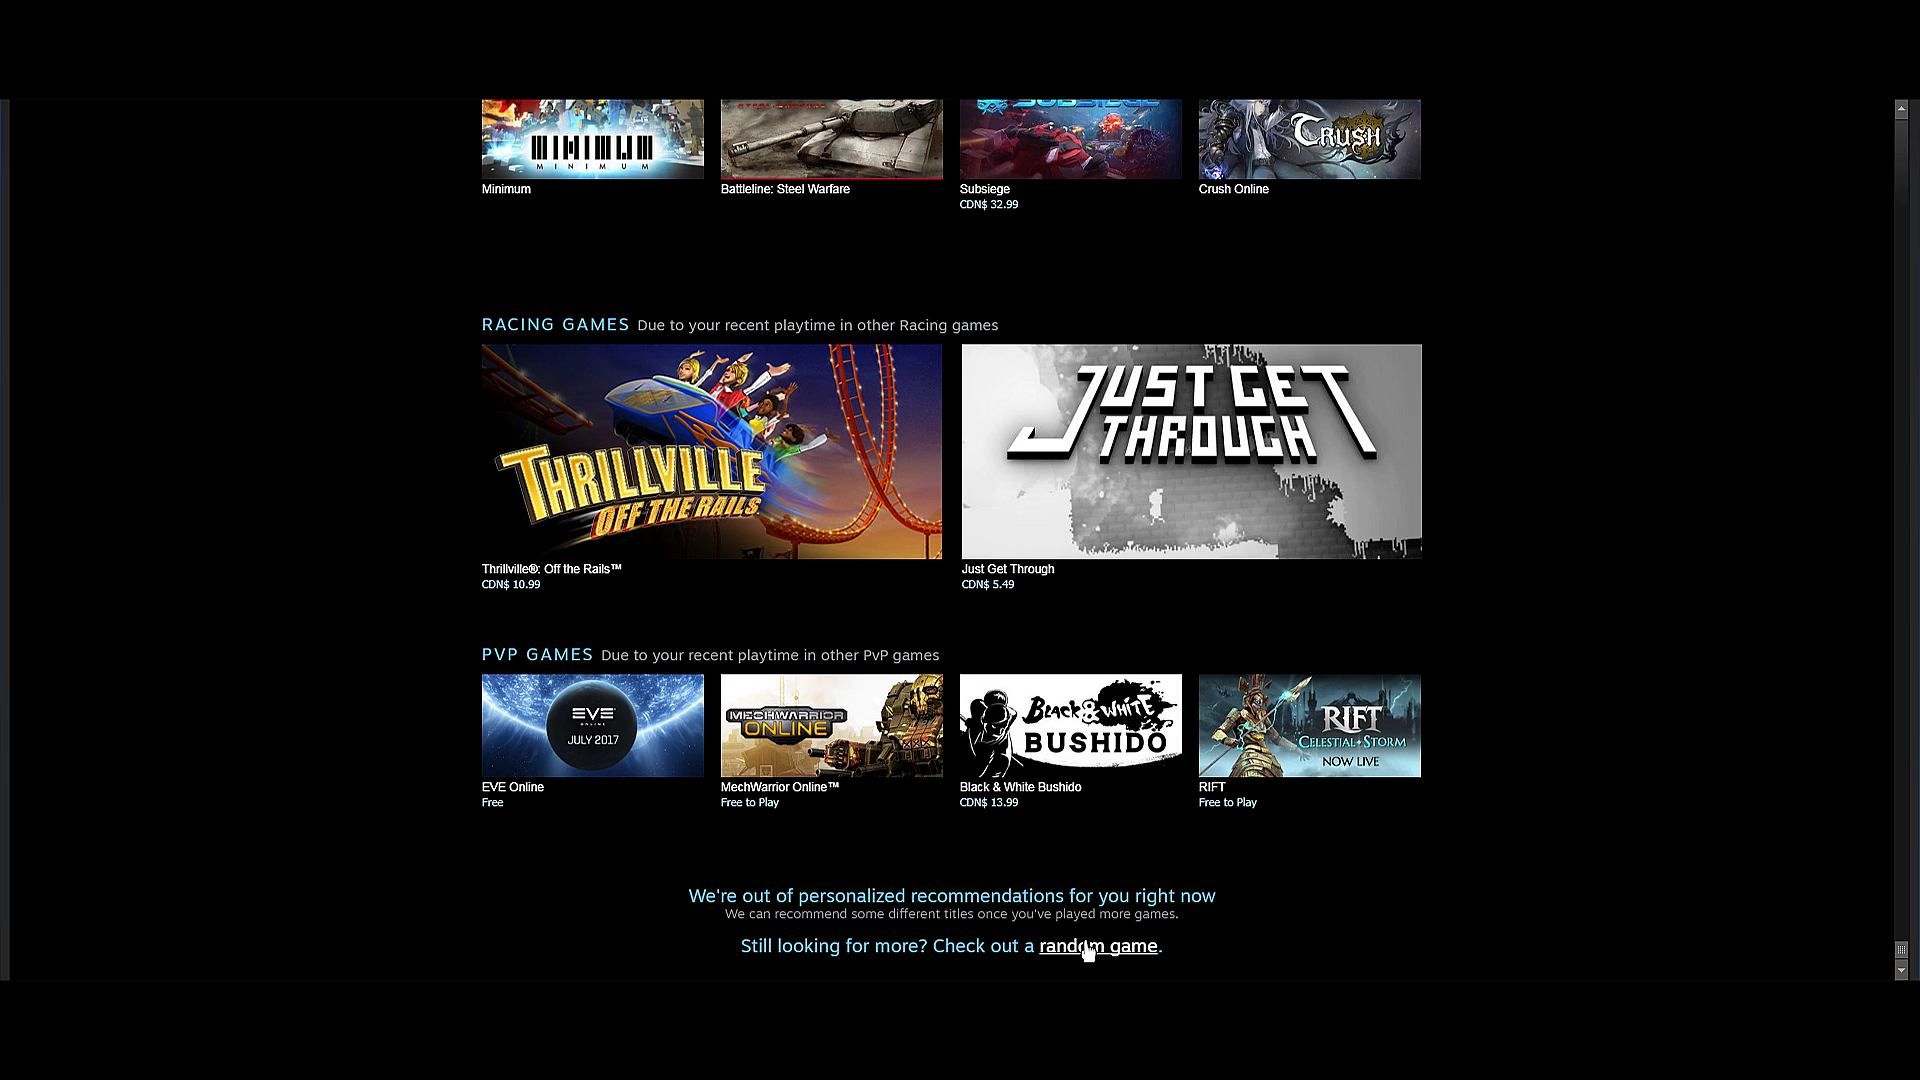 SUBSIEGE
MINIMUM
MINIMUM
CRUSH
Minimum
Battleline: Steel Warfare
Subsiege
Crush Online
CDN$ 32.99
RACING GAMES Due to your recent playtime in other Racing games
THRILLVILLE
OFF THE RAILS
JUST GET
THROUGH
Thrillville®: Off the Rails™
CDN$ 10.99
Just Get Through
CDN$ 5.49
PVP GAMES Due to your recent playtime in other PvP games
EVE
ONLINE
JULY 2017
MECHWARRIOR
ONLINE
BLACK & WHITE
BUSHIDO
RIFT
CELESTIAL STORM
NOW LIVE
EVE Online
Free
MechWarrior Online™
Free to Play
Black & White Bushido
CDN$ 13.99
RIFT
Free to Play
We're out of personalized recommendations for you right now
We can recommend some different titles once you've played more games.
Still looking for more? Check out a random game.